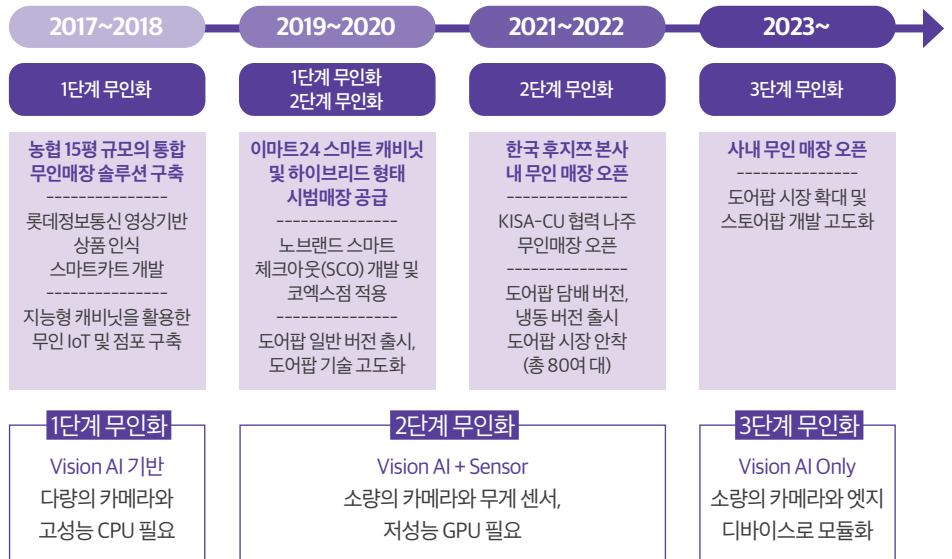 2017~2018
2019~2020
2021~2022
2023~
1단계 무인화
1단계 무인화
2단계 무인화
2단계 무인화
3단계 무인화
농협 15평 규모의 통합
무인매장 솔루션 구축
롯데정보통신 영상기반
상품 인식
스마트카트 개발
지능형 캐비닛을 활용한
무인 IoT 및 점포 구축
이마트24 스마트 캐비닛
및 하이브리드 형태
시범매장 공급
노브랜드 스마트
체크아웃(SCO) 개발 및
코엑스점 적용
도어팝 일반 버전 출시,
도어팝 기술 고도화
한국 후지쯔 본사
내 무인 매장 오픈
KISA-CU 협력 나주
무인매장 오픈
도어팝 담배 버전,
냉동 버전 출시
도어팝 시장 안착
(총 80여 대)
사내 무인 매장 오픈
도어팝 시장 확대 및
스토어팝 개발 고도화
1단계 무인화
Vision AI 기반
다량의 카메라와
고성능 CPU 필요
2단계 무인화
Vision AI + Sensor
소량의 카메라와 무게 센서,
저성능 GPU 필요
3단계 무인화
Vision AI Only
소량의 카메라와 엣지
디바이스로 모듈화